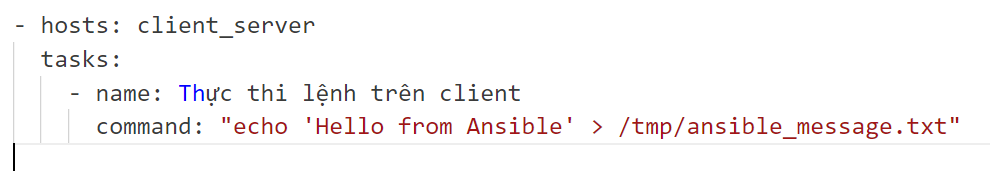 - hosts: client_server
tasks:
- name: Thực thi lệnh trên client
command: "echo 'Hello from Ansible' > /tmp/ansible_message.txt"